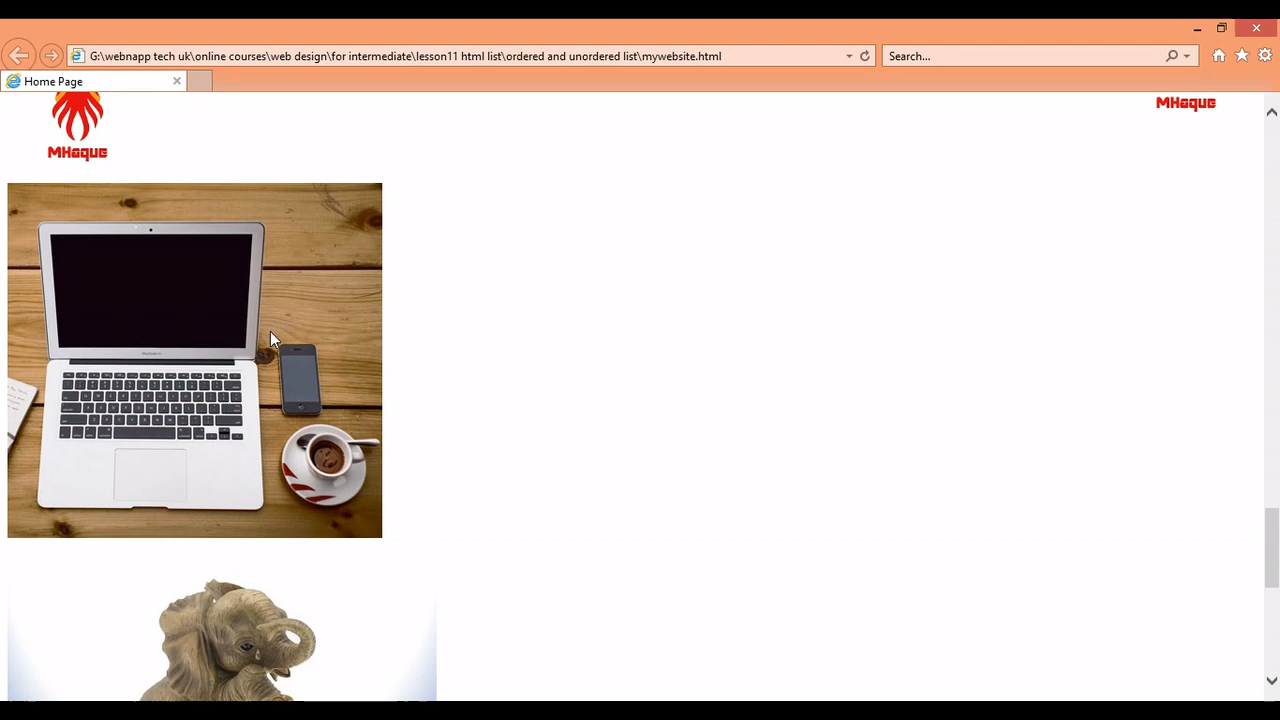 G:\webnapp tech uk\online courses\web design\for intermediate\lesson11 html list\ordered and unordered list\mywebsite.html
Search...
Home Page
MHaque
MHaque